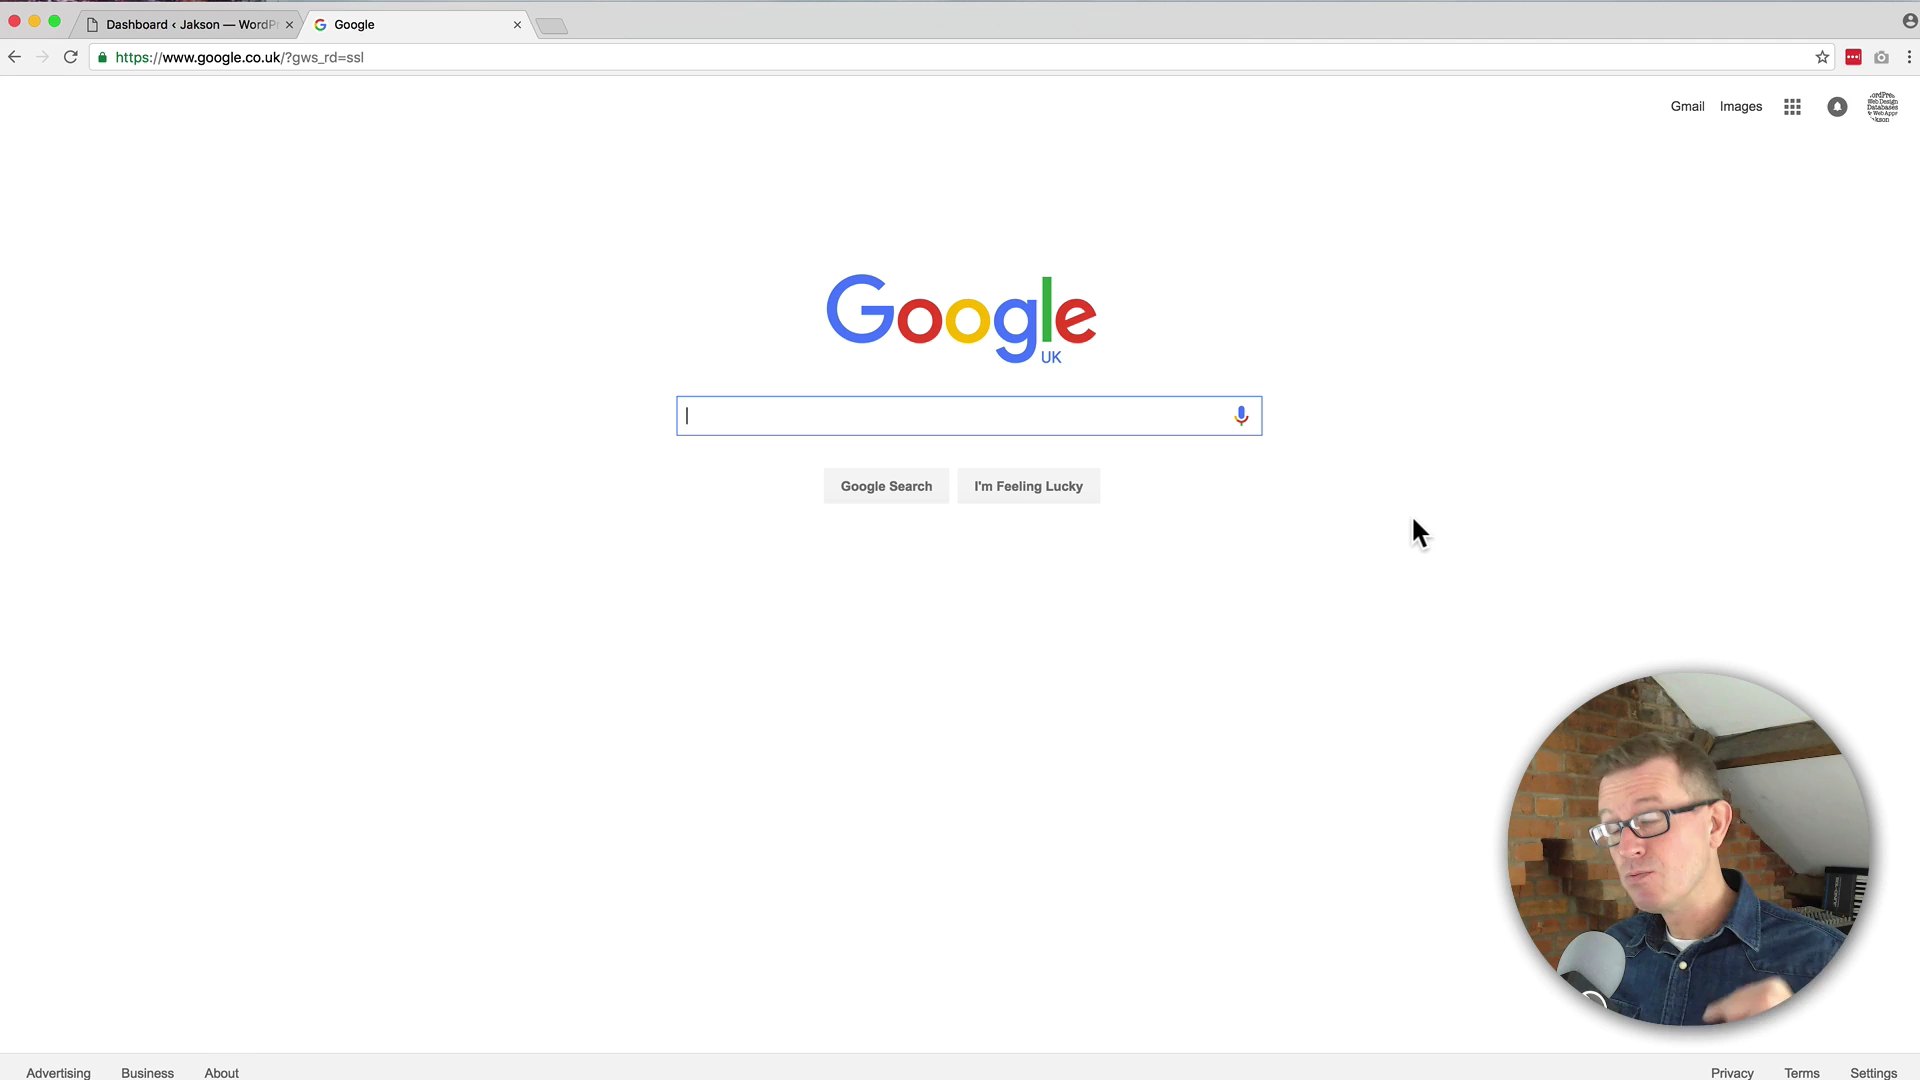 Dashboard ‹ Jakson — WordP
Google
https://www.google.co.uk/?gws_rd=ssl
Gmail
Images
Google
UK
Google Search
I'm Feeling Lucky
Advertising
Business
About
Privacy
Terms
Settings